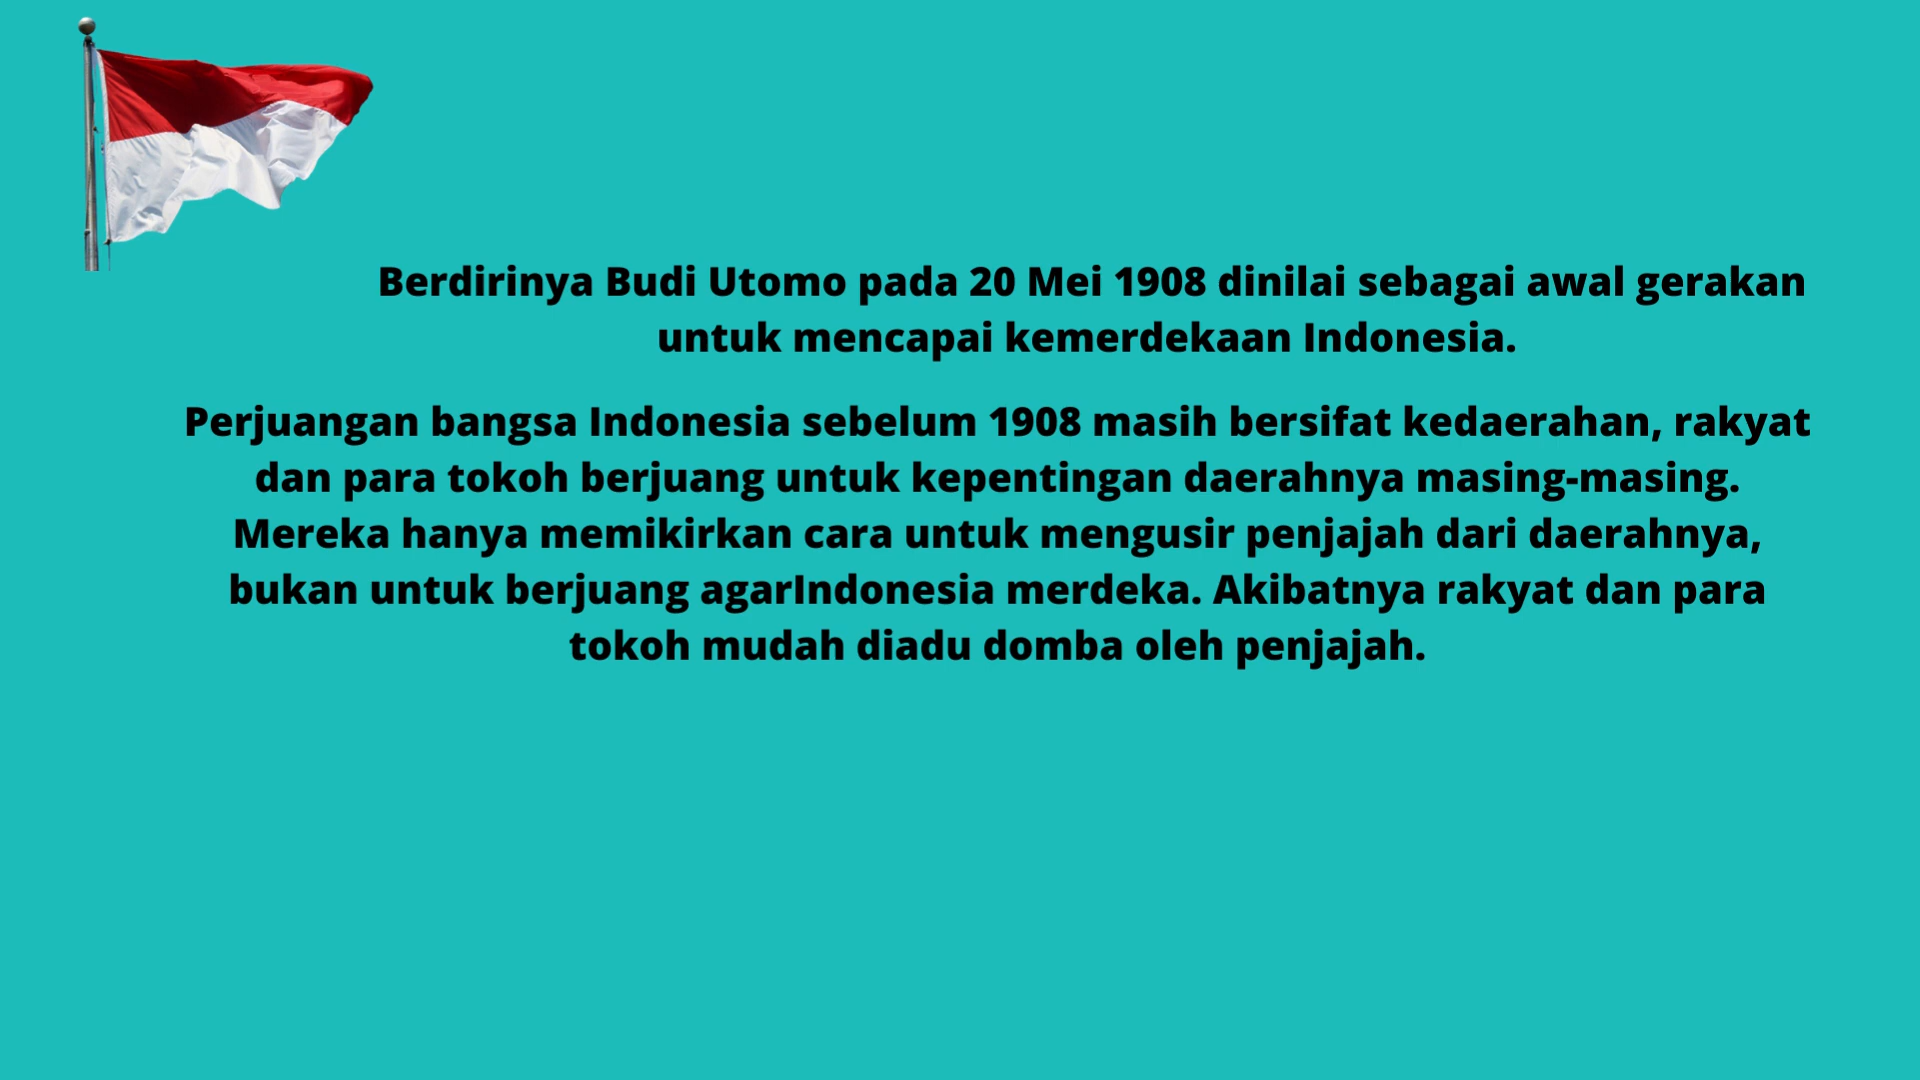 Berdirinya Budi Utomo pada 20 Mei 1908 dinilai sebagai awal gerakan
untuk mencapai kemerdekaan Indonesia.
Perjuangan bangsa Indonesia sebelum 1908 masih bersifat kedaerahan, rakyat
dan para tokoh berjuang untuk kepentingan daerahnya masing-masing.
Mereka hanya memikirkan cara untuk mengusir penjajah dari daerahnya,
bukan untuk berjuang agarIndonesia merdeka. Akibatnya rakyat dan para
tokoh mudah diadu domba oleh penjajah.